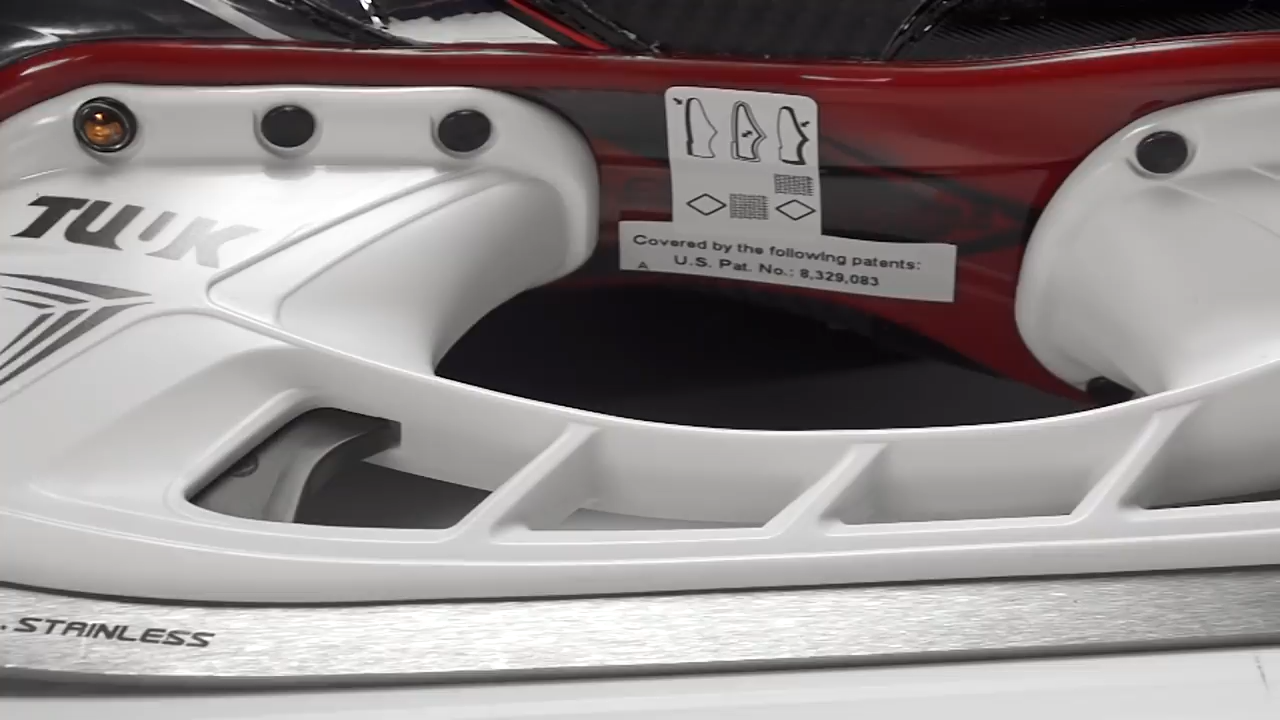 TUUK
Covered by the following patents:
A U.S. Pat. No.: 8,329,083
. STAINLESS